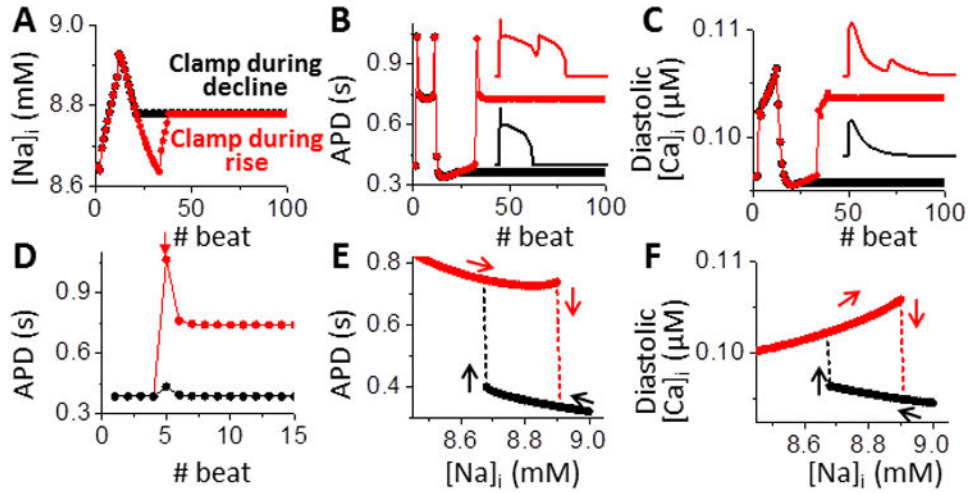 A
[Na]i (mM)
9.0
8.8
8.6
0
50
100
# beat
Clamp during
decline
Clamp during
rise
B
APD (s)
0.9
0.6
0.3
0
50
100
# beat
C
Diastolic
[Ca]i (μM)
0.11
0.10
0
50
100
# beat
D
APD (s)
0.9
0.6
0.3
0
5
10
15
# beat
E
APD (s)
0.8
0.6
0.4
8.6
8.8
9.0
[Na]i (mM)
F
Diastolic
[Ca]i (μM)
0.11
0.10
8.6
8.8
9.0
[Na]i (mM)